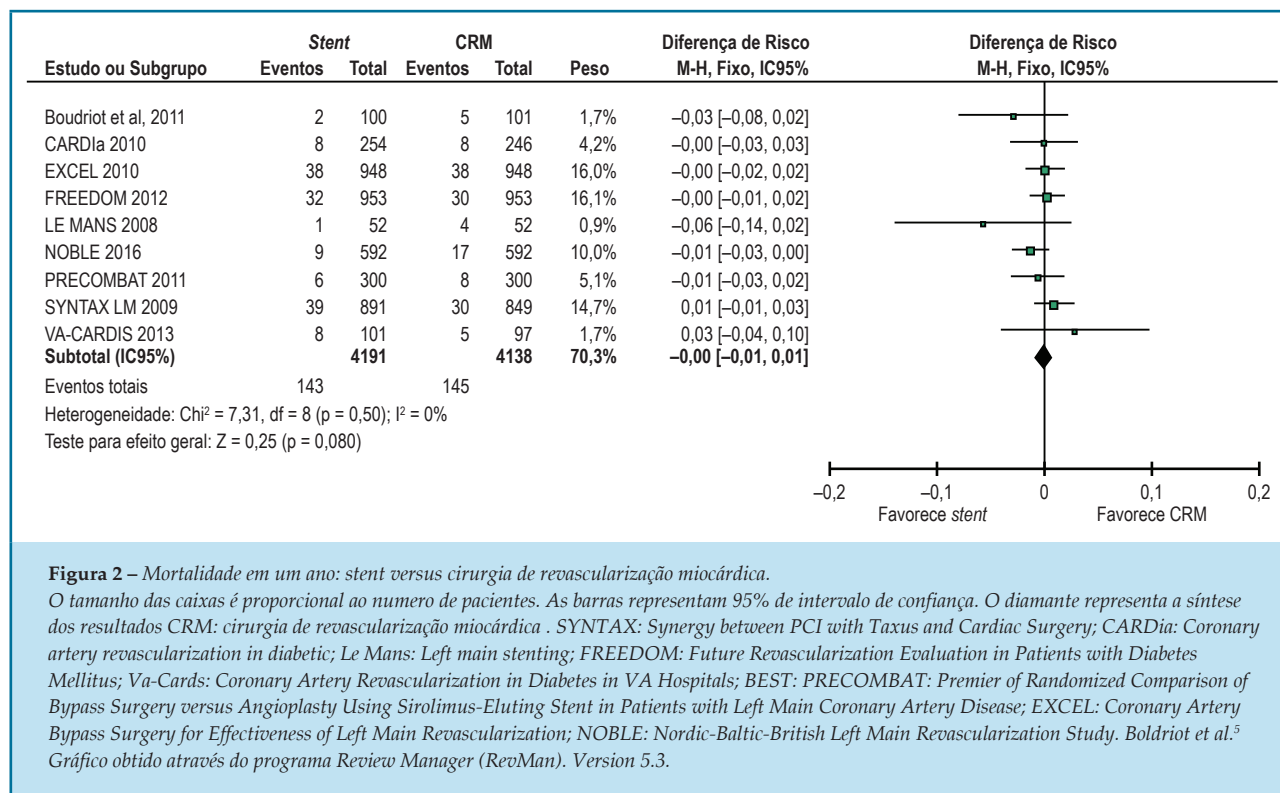 Stent CRM Diferença de Risco Diferença de Risco
Estudo ou Subgrupo Eventos Total Eventos Total Peso M-H, Fixo, IC95% M-H, Fixo, IC95%
Boudriot et al, 2011 2 100 5 101 1,7% –0,03 [–0,08, 0,02]
CARDIa 2010 8 254 8 246 4,2% –0,00 [–0,03, 0,03]
EXCEL 2010 38 948 38 948 16,0% –0,00 [–0,02, 0,02]
FREEDOM 2012 32 953 30 953 16,1% –0,00 [–0,01, 0,02]
LE MANS 2008 1 52 4 52 0,9% –0,06 [–0,14, 0,02]
NOBLE 2016 9 592 17 592 10,0% –0,01 [–0,03, 0,00]
PRECOMBAT 2011 6 300 8 300 5,1% –0,01 [–0,03, 0,02]
SYNTAX LM 2009 39 891 30 849 14,7% 0,01 [–0,01, 0,03]
VA-CARDIS 2013 8 101 5 97 1,7% 0,03 [–0,04, 0,10]
Subtotal (IC95%) 4191 4138 70,3% –0,00 [–0,01, 0,01]
Eventos totais 143 145
Heterogeneidade: Chi² = 7,31, df = 8 (p = 0,50); I² = 0%
Teste para efeito geral: Z = 0,25 (p = 0,080)
–0,2 –0,1 0 0,1 0,2
Favorece stent Favorece CRM
Figura 2 – Mortalidade em um ano: stent versus cirurgia de revascularização miocárdica.
O tamanho das caixas é proporcional ao numero de pacientes. As barras representam 95% de intervalo de confiança. O diamante representa a síntese
dos resultados CRM: cirurgia de revascularização miocárdica . SYNTAX: Synergy between PCI with Taxus and Cardiac Surgery; CARDia: Coronary
artery revascularization in diabetic; Le Mans: Left main stenting; FREEDOM: Future Revascularization Evaluation in Patients with Diabetes
Mellitus; Va-Cards: Coronary Artery Revascularization in Diabetes in VA Hospitals; BEST: PRECOMBAT: Premier of Randomized Comparison of
Bypass Surgery versus Angioplasty Using Sirolimus-Eluting Stent in Patients with Left Main Coronary Artery Disease; EXCEL: Coronary Artery
Bypass Surgery for Effectiveness of Left Main Revascularization; NOBLE: Nordic-Baltic-British Left Main Revascularization Study. Boldriot et al.⁵
Gráfico obtido através do programa Review Manager (RevMan). Version 5.3.